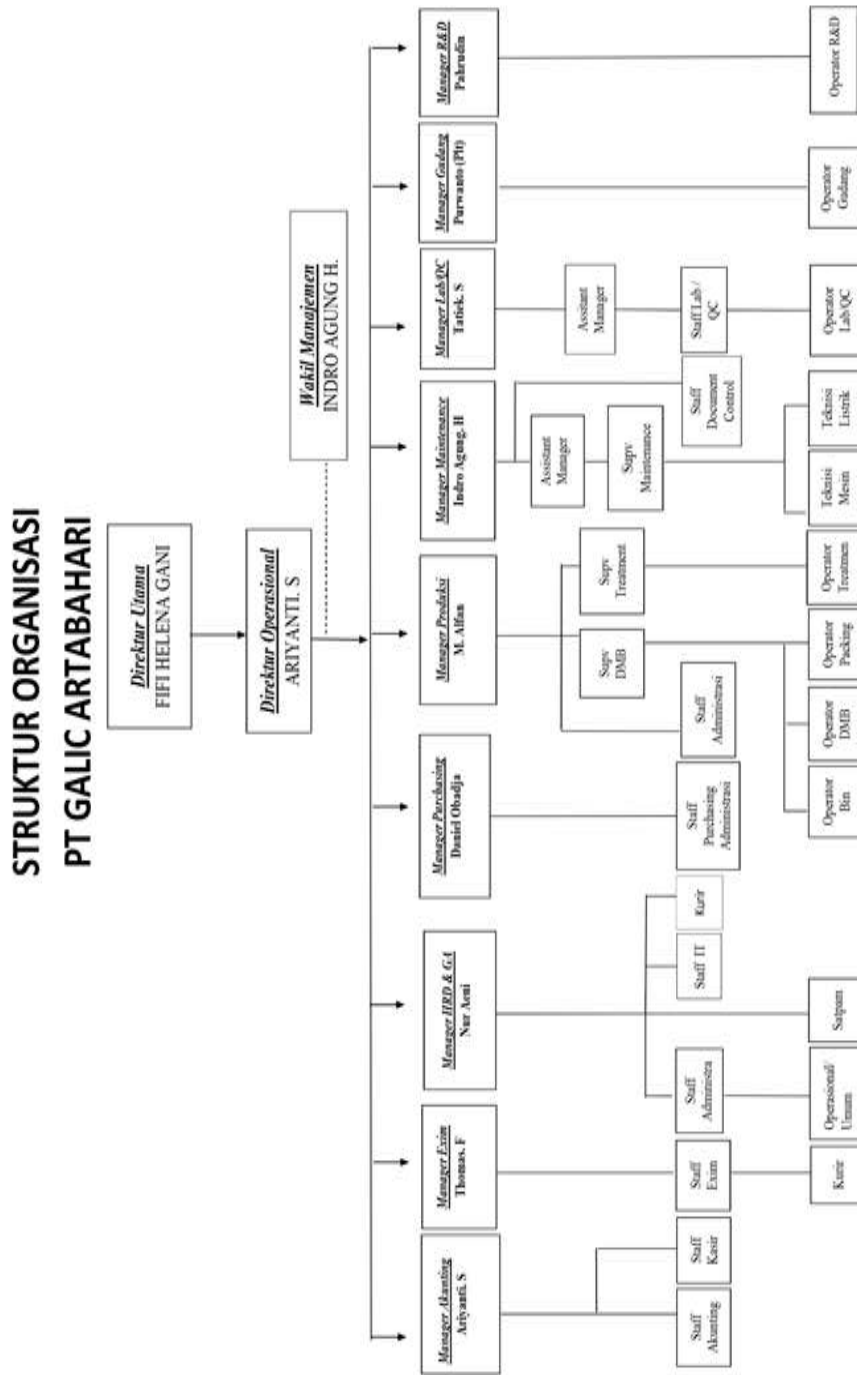 STRUKTUR ORGANISASI
PT GALIC ARTABAHARI
Direktur Utama
FIFI HELENA GANI
Direktur Operasional
ARIYANTI. S
Wakil Manajemen
INDRO AGUNG H.
Manager Akunting
Ariyanti. S
Manager Exim
Thomas. F
Manager HRD & GA
Nur Aeni
Manager Purchasing
Daniel Obadja
Manager Produksi
M. Alfan
Manager Maintenance
Indro Agung. H
Manager Lab/QC
Tatiek. S
Manager Gudang
Purwanto (Plt)
Manager R&D
Pahrudin
Assistant
Manager
Assitant
Manager
Supv
DMB
Supv
Treatment
Supv
Maintenance
Staff
Akunting
Staff
Kasir
Staff
Exim
Staff
Administra
Staff IT
Kurir
Staff
Purchasing
Administrasi
Staff
Administrasi
Staff
Document
Control
Staff Lab./
QC
Kurir
Operasional/
Umum
Satpam
Operator
Bin
Operator
DMB
Operator
Packing
Operator
Treatmen
Teknisi
Mesin
Teknisi
Listrik
Operator
Lab/QC
Operator
Gudang
Operator R&D